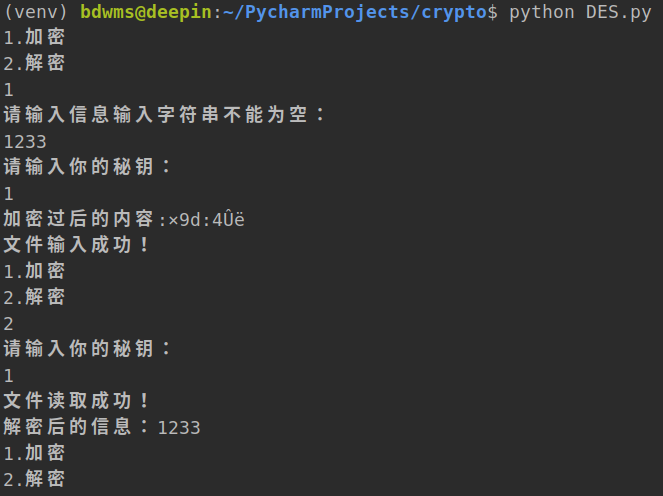 (venv) bdwms@deepin:~/PycharmProjects/crypto$ python DES.py
1.加密
2.解密
1
请输入信息输入字符串不能为空：
1233
请输入你的秘钥：
1
加密过后的内容:×9d:4Ûë
文件输入成功！
1.加密
2.解密
2
请输入你的秘钥：
1
文件读取成功！
解密后的信息：1233
1.加密
2.解密